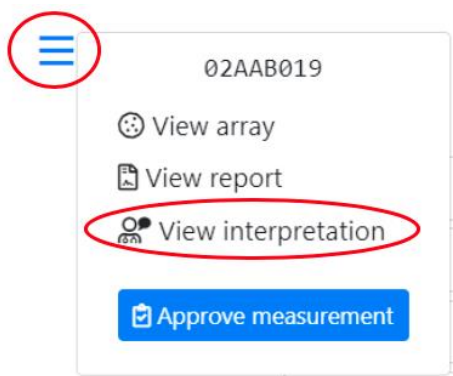 02AAB019
View array
View report
View interpretation
Approve measurement